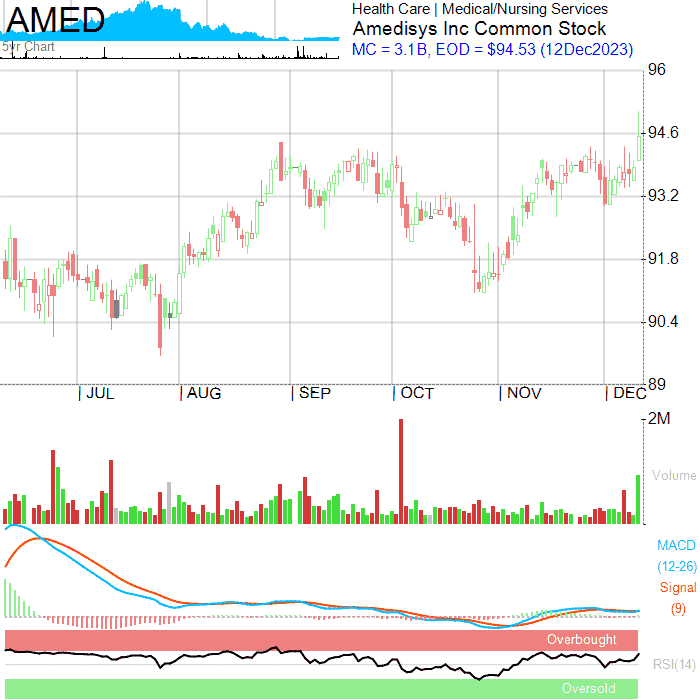 AMED
5yr Chart
Health Care | Medical/Nursing Services
Amedisys Inc Common Stock
MC = 3.1B, EOD = $94.53 (12Dec2023)
96
94.6
93.2
91.8
90.4
89
| JUL | AUG | SEP | OCT | NOV | DEC
2M
Volume
MACD
(12-26)
Signal
(9)
Overbought
RSI(14)
Oversold